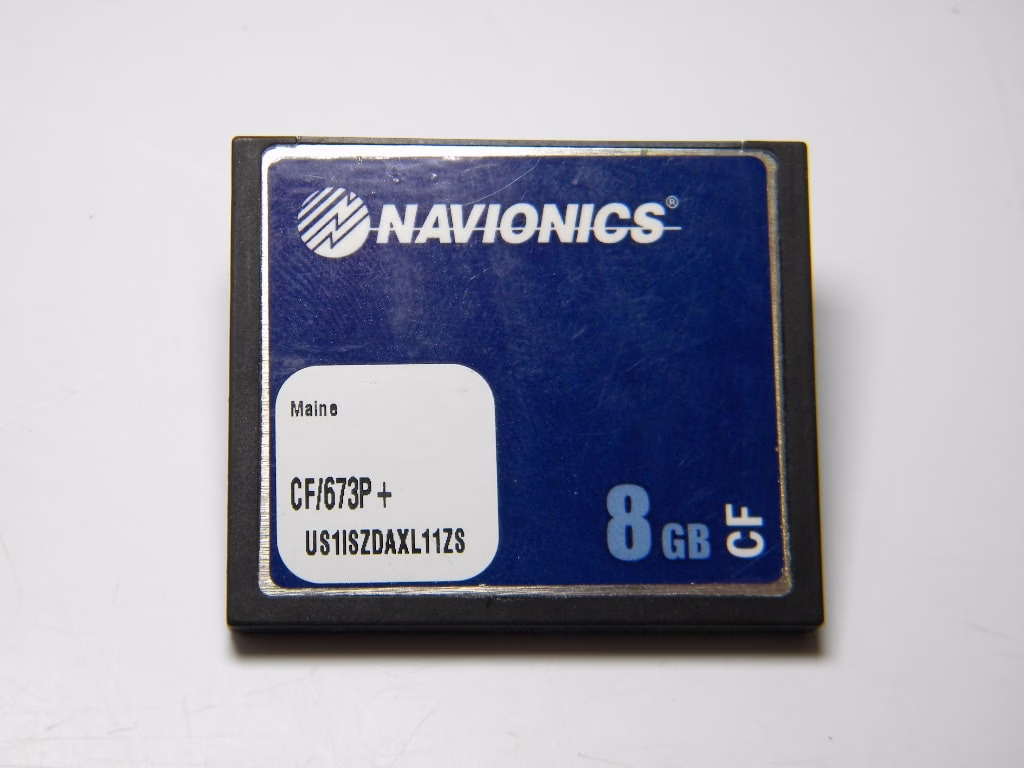 NAVIONICS®
Maine
CF/673P+
US1ISZDAXL11ZS
8 GB CF